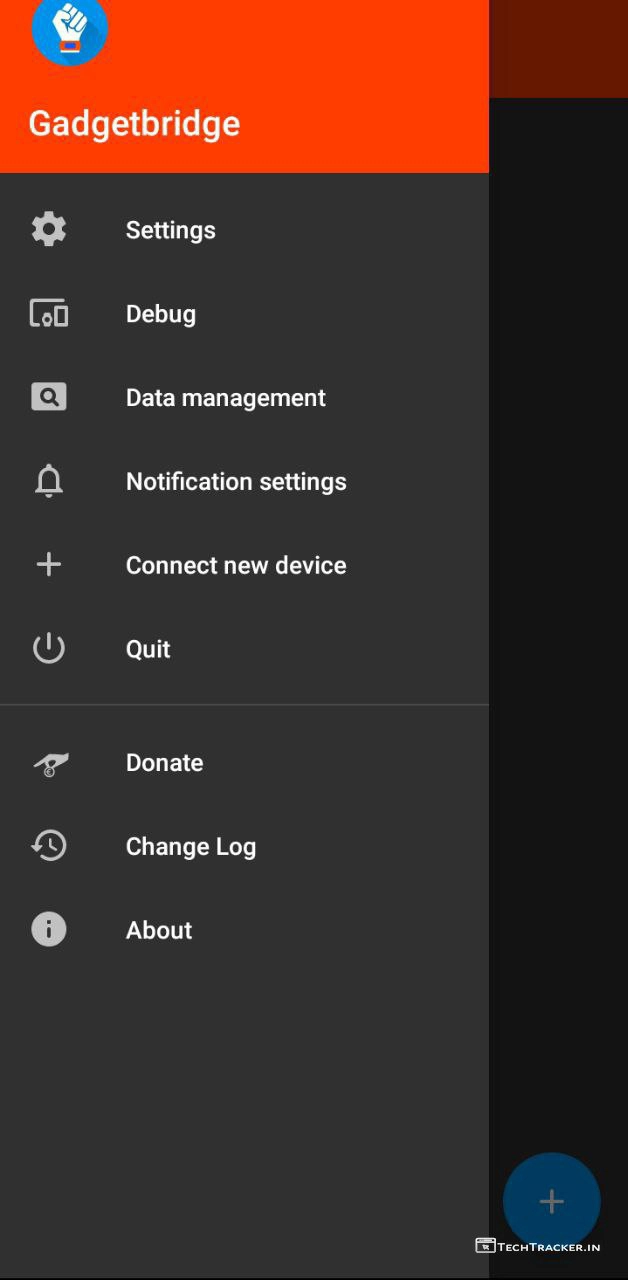 Gadgetbridge
Settings
Debug
Data management
Notification settings
Connect new device
Quit
Donate
Change Log
About
TECHTRACKER.IN